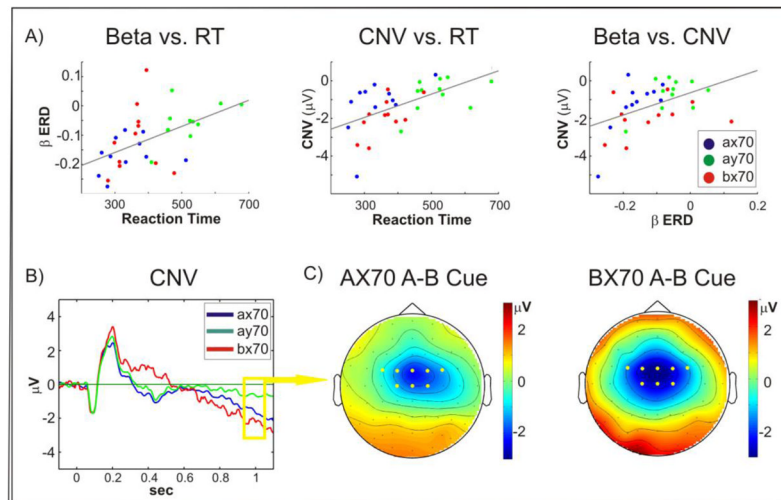 A)
Beta vs. RT
0.1
0
-0.1
-0.2
β ERD
300
500
700
Reaction Time
CNV vs. RT
0
-2
-4
CNV (μV)
300
500
700
Reaction Time
Beta vs. CNV
0
-2
-4
CNV (μV)
-0.2
0
0.2
β ERD
ax70
ay70
bx70
B)
CNV
4
2
0
-2
-4
μV
0
0.2
0.4
0.6
0.8
1
sec
ax70
ay70
bx70
C)
AX70 A-B Cue
μV
2
0
-2
BX70 A-B Cue
μV
2
0
-2